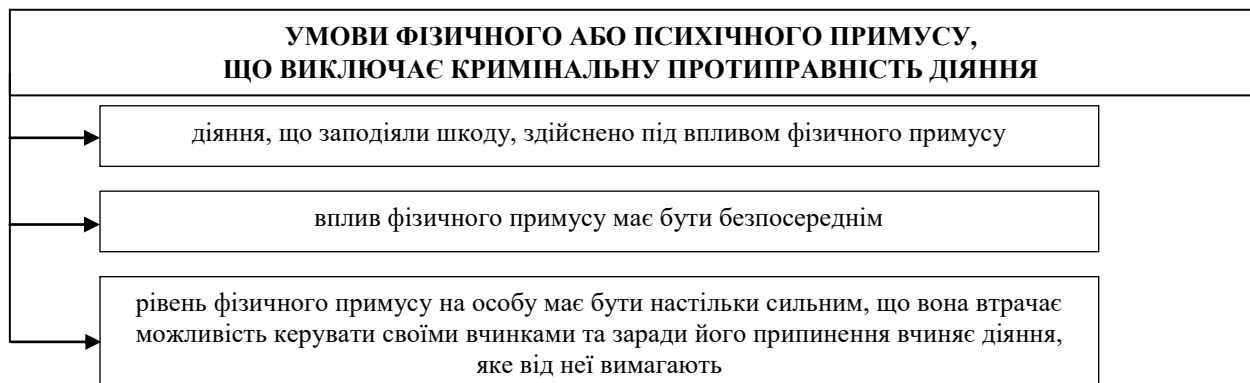 УМОВИ ФІЗИЧНОГО АБО ПСИХІЧНОГО ПРИМУСУ,
ЩО ВИКЛЮЧАЄ КРИМІНАЛЬНУ ПРОТИПРАВНІСТЬ ДІЯННЯ
діяння, що заподіяли шкоду, здійснено під впливом фізичного примусу
вплив фізичного примусу має бути безпосереднім
рівень фізичного примусу на особу має бути настільки сильним, що вона втрачає
можливість керувати своїми вчинками та заради його припинення вчиняє діяння,
яке від неї вимагають